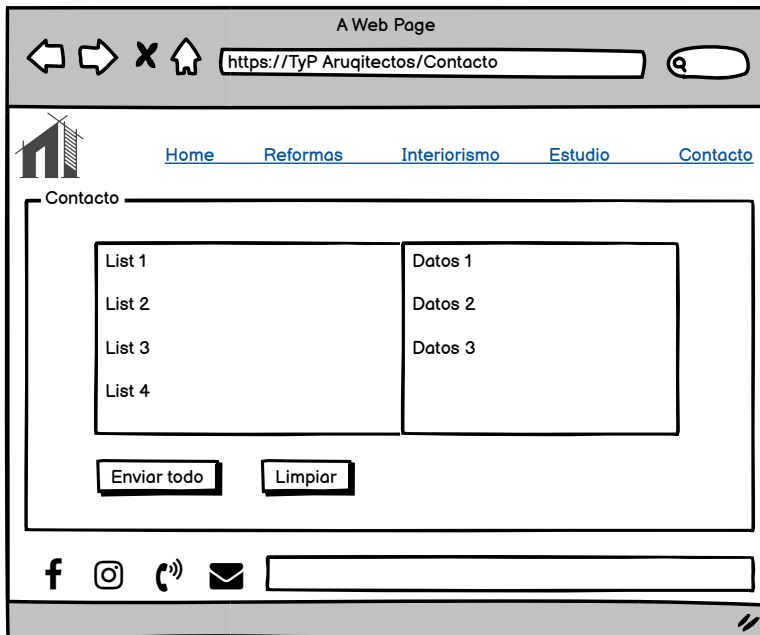 A Web Page
https://TyP Aruqitectos/Contacto
Home Reformas Interiorismo Estudio Contacto
Contacto
List 1 Datos 1
List 2 Datos 2
List 3 Datos 3
List 4
Enviar todo Limpiar